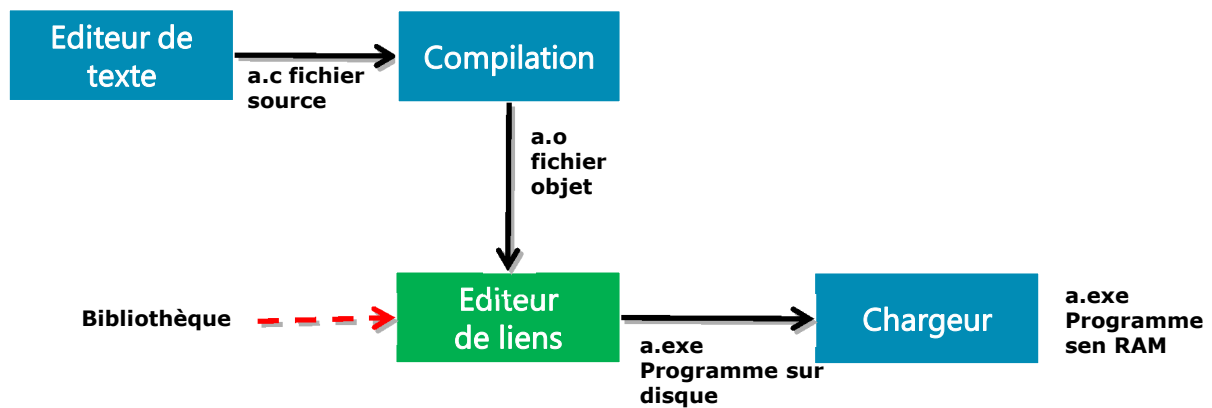 Editeur de
texte
a.c fichier
source
Compilation
a.o
fichier
objet
Bibliothèque
Editeur
de liens
a.exe
Programme sur
disque
Chargeur
a.exe
Programme
sen RAM